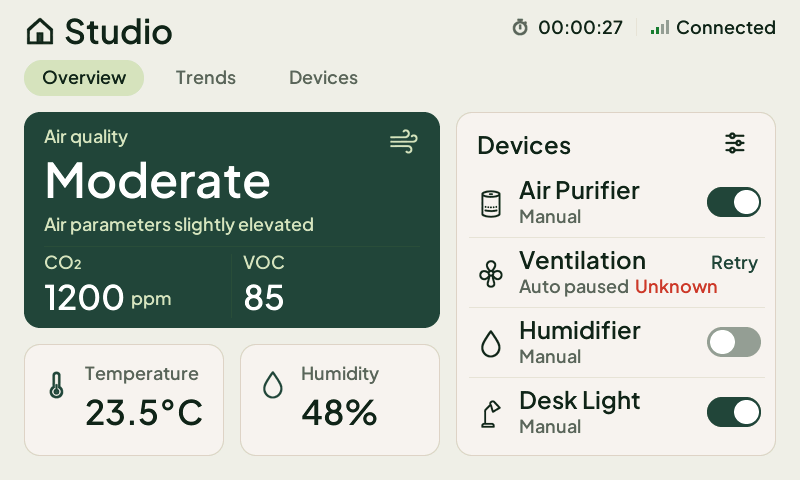 Studio
00:00:27
Connected
Overview
Trends
Devices
Air quality
Moderate
Air parameters slightly elevated
CO₂
1200 ppm
VOC
85
Temperature
23.5°C
Humidity
48%
Devices
Air Purifier
Manual
Ventilation
Retry
Auto paused Unknown
Humidifier
Manual
Desk Light
Manual